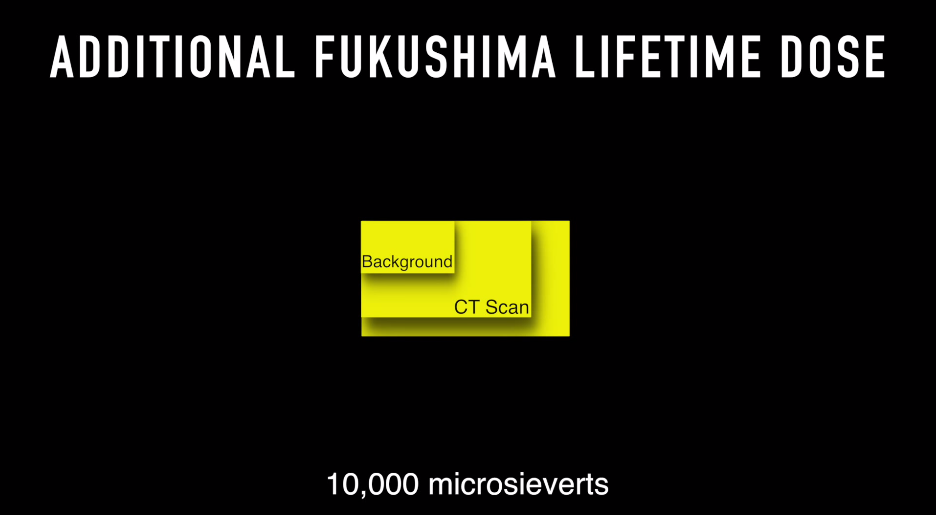 ADDITIONAL FUKUSHIMA LIFETIME DOSE
Background
CT Scan
10,000 microsieverts